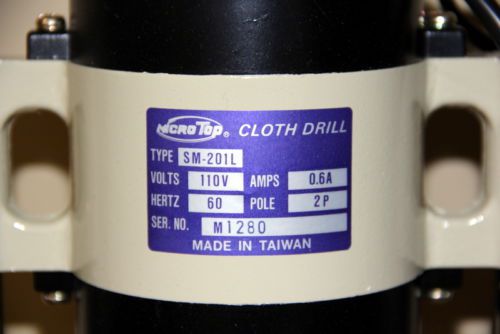 MICROTOP® CLOTH DRILL
TYPE SM-201L
VOLTS 110V AMPS 0.6A
HERTZ 60 POLE 2P
SER. NO. M1280
MADE IN TAIWAN